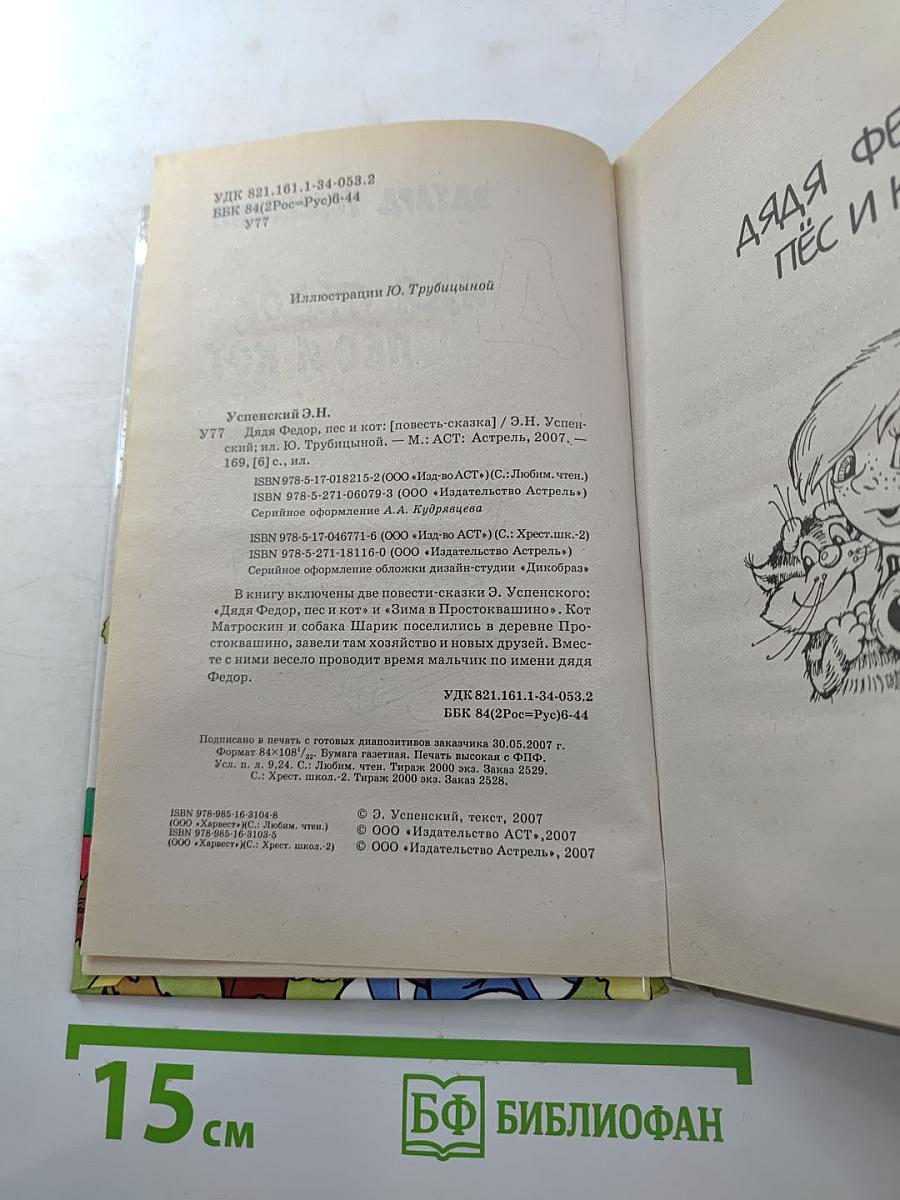 УДК 821.161.1-34-053.2
ББК 84(2Рос=Рус)6-44
У77
Иллюстрации Ю. Трубицыной
Успенский Э.Н.
У77 Дядя Федор, пес и кот: [повесть-сказка] / Э.Н. Успен-
ский; ил. Ю. Трубицыной. — М.: АСТ: Астрель, 2007. —
169, [6] с., ил.
ISBN 978-5-17-018215-2 (ООО «Изд-во АСТ») (С.: Любим. чтен.)
ISBN 978-5-271-06079-3 (ООО «Издательство Астрель»)
Серийное оформление А.А. Кудрявцева
ISBN 978-5-17-046771-6 (ООО «Изд-во АСТ») (С.: Хрест.шк.-2)
ISBN 978-5-271-18116-0 (ООО «Издательство Астрель»)
Серийное оформление обложки дизайн-студии «Дикобраз»
В книгу включены две повести-сказки Э. Успенского:
«Дядя Федор, пес и кот» и «Зима в Простоквашино». Кот
Матроскин и собака Шарик поселились в деревне Про-
стоквашино, завели там хозяйство и новых друзей. Вмес-
те с ними весело проводит время мальчик по имени дядя
Федор.
УДК 821.161.1-34-053.2
ББК 84(2Рос=Рус)6-44
Подписано в печать с готовых диапозитивов заказчика 30.05.2007 г.
Формат 84×108¹/₃₂. Бумага газетная. Печать высокая с ФПФ.
Усл. п. л. 9,24. С.: Любим. чтен. Тираж 2000 экз. Заказ 2529.
С.: Хрест. школ.-2. Тираж 2000 экз. Заказ 2528.
ISBN 978-985-16-3104-8
(ООО «Харвест»)(С.: Любим. чтен.)
ISBN 978-985-16-3103-5
(ООО «Харвест»)(С.: Хрест. школ.-2)
© Э. Успенский, текст, 2007
© ООО «Издательство АСТ»,2007
© ООО «Издательство Астрель», 2007
ДЯДЯ ФЕ
ПЁС И К
15 см
БФ БИБЛИОФАН